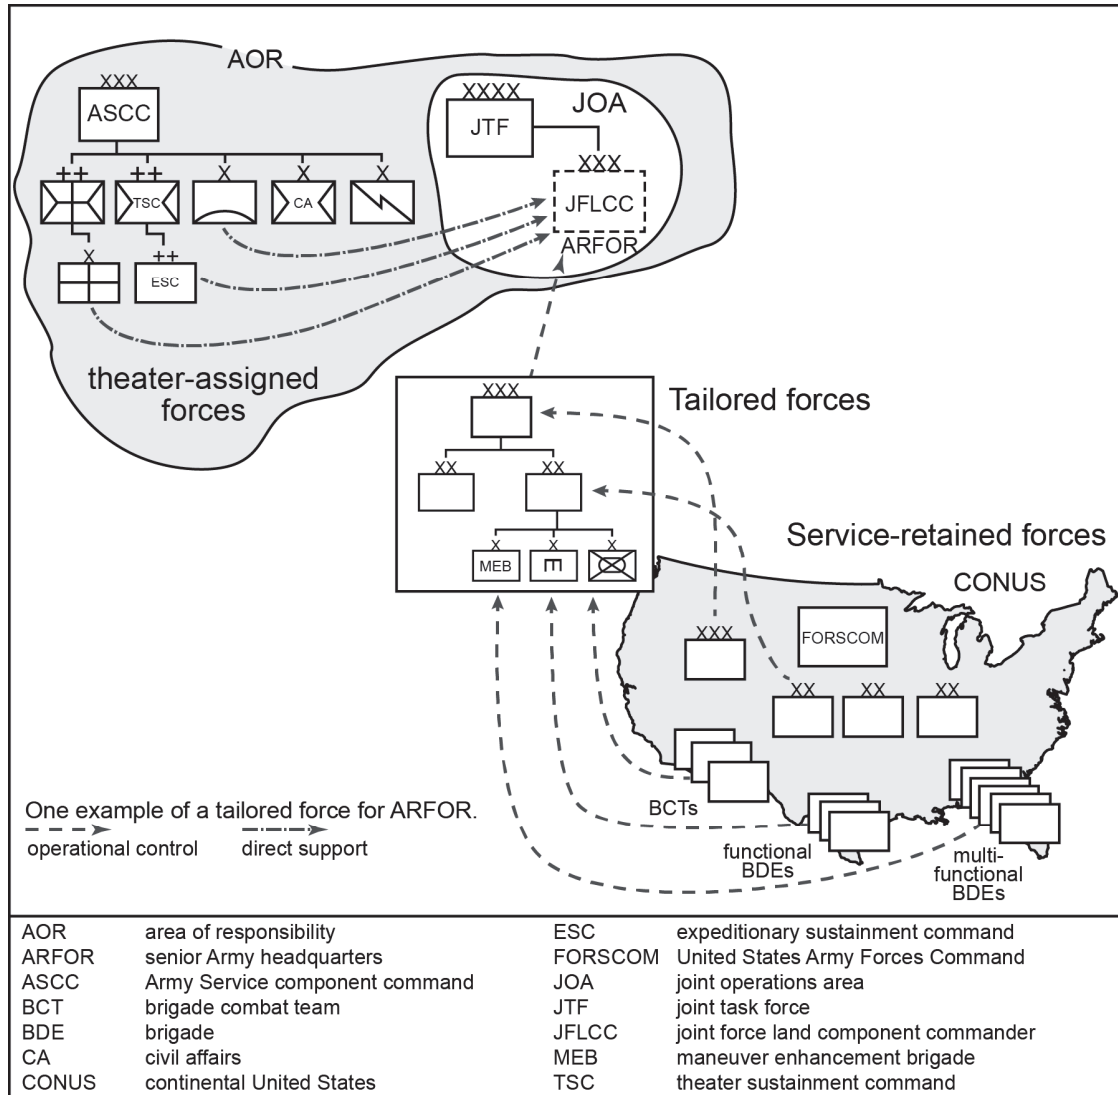 AOR
XXX
ASCC
++ ++ X X X
TSC
CA
X ++
ESC
theater-assigned
forces
XXXX
JTF
JOA
XXX
JFLCC
ARFOR
Tailored forces
XXX
XX XX
X X X
MEB
Service-retained forces
CONUS
XXX
FORSCOM
XX XX XX
BCTs
functional
BDEs
multi-
functional
BDEs
One example of a tailored force for ARFOR.
operational control direct support
AOR area of responsibility
ARFOR senior Army headquarters
ASCC Army Service component command
BCT brigade combat team
BDE brigade
CA civil affairs
CONUS continental United States
ESC expeditionary sustainment command
FORSCOM United States Army Forces Command
JOA joint operations area
JTF joint task force
JFLCC joint force land component commander
MEB maneuver enhancement brigade
TSC theater sustainment command